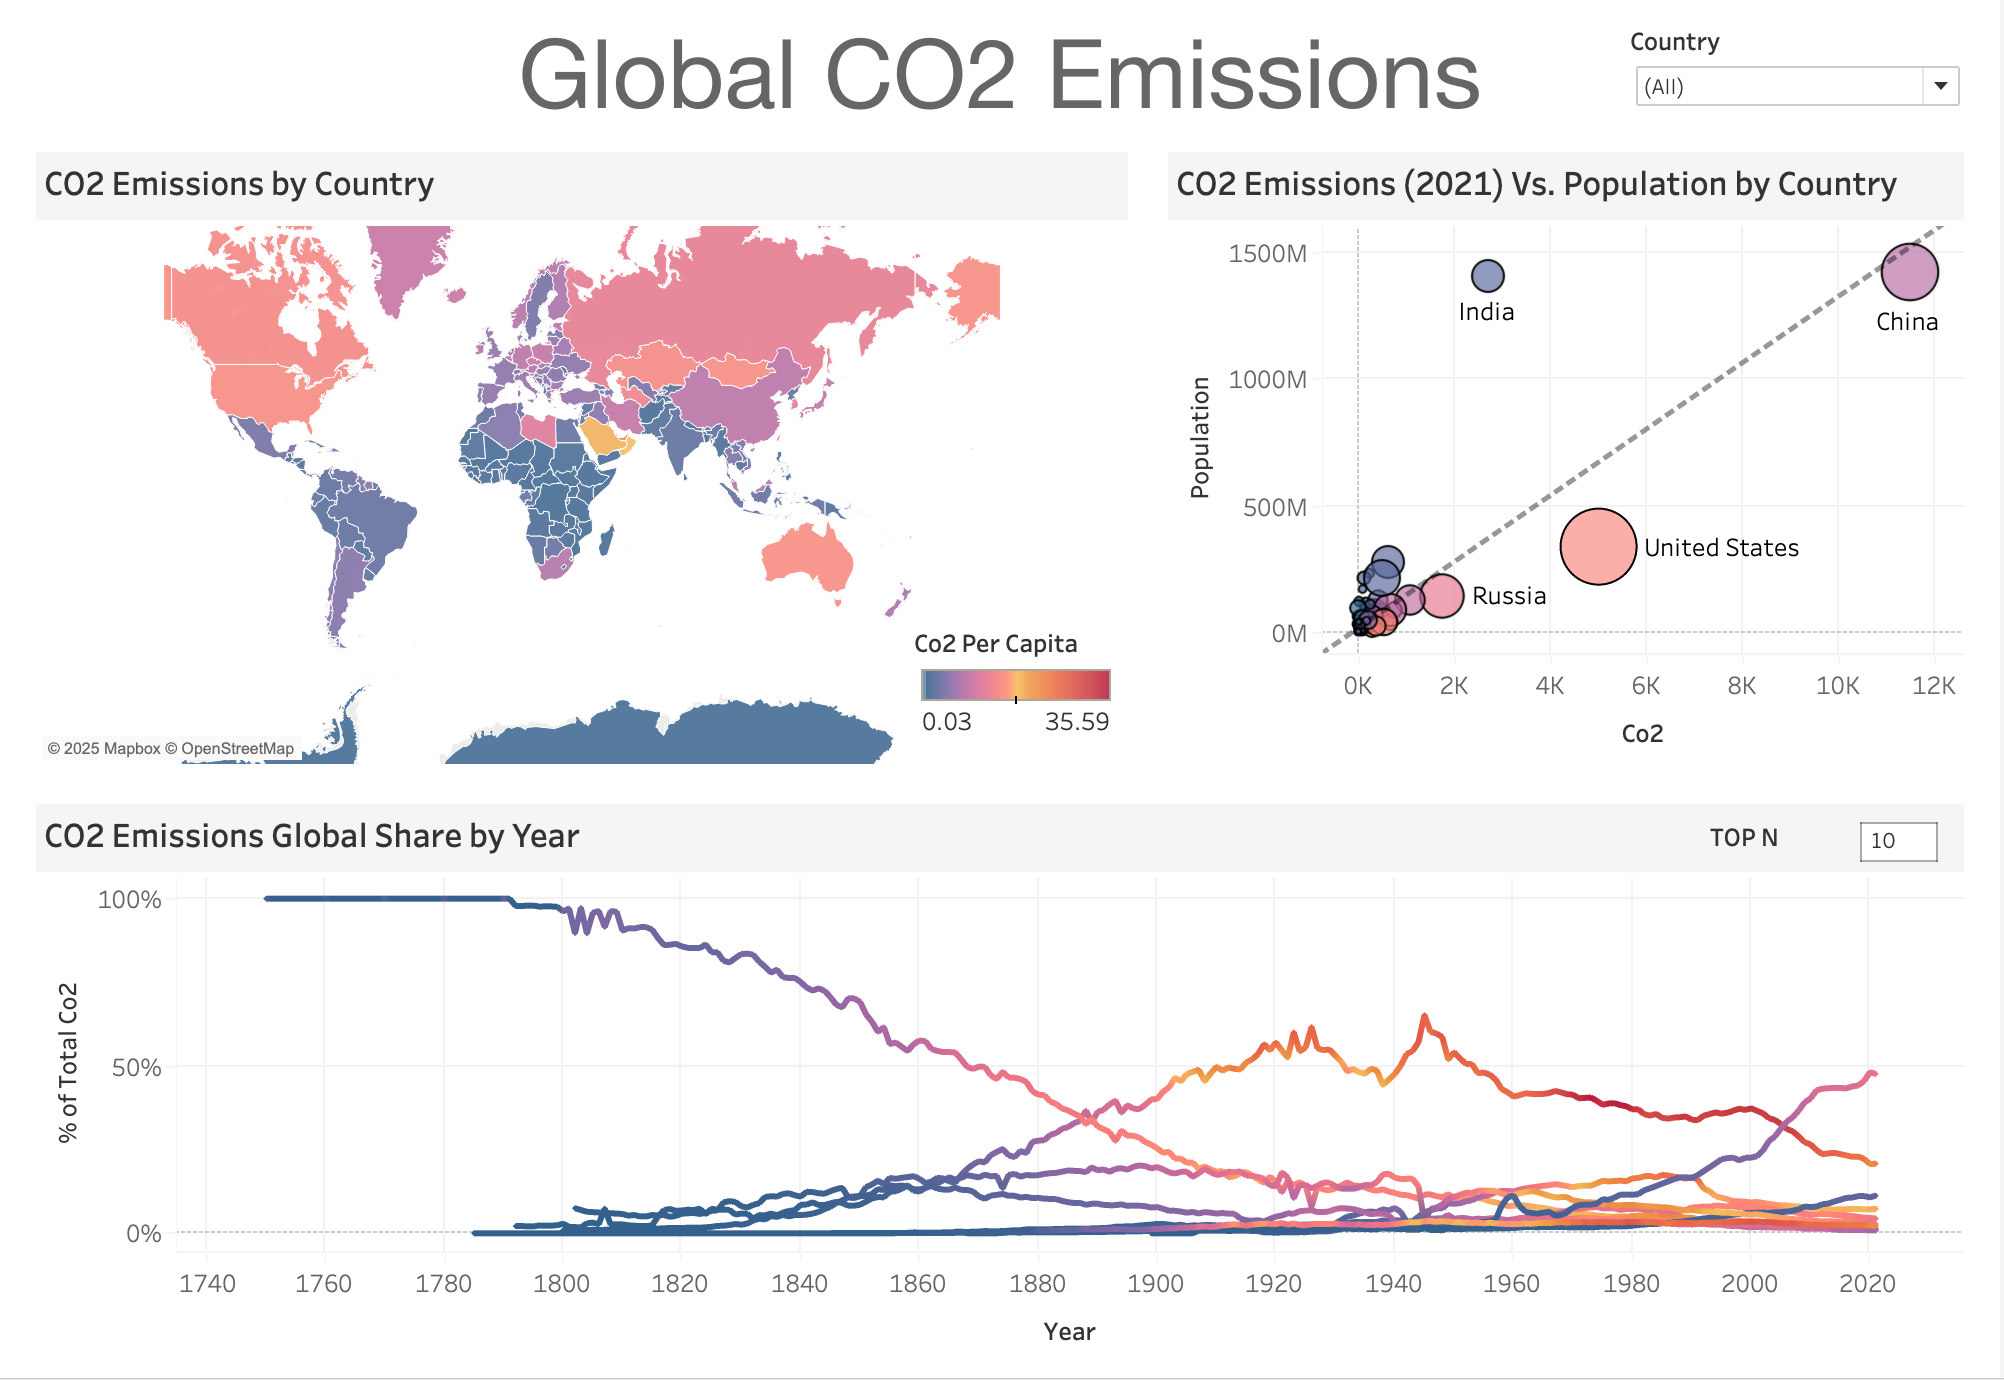 Global CO2 Emissions
Country
(All)
CO2 Emissions by Country
CO2 Emissions (2021) Vs. Population by Country
Co2 Per Capita
0.03 35.59
© 2025 Mapbox © OpenStreetMap
1500M
1000M
500M
0M
Population
India
China
United States
Russia
0K 2K 4K 6K 8K 10K 12K
Co2
CO2 Emissions Global Share by Year
TOP N
10
100%
50%
0%
% of Total Co2
1740 1760 1780 1800 1820 1840 1860 1880 1900 1920 1940 1960 1980 2000 2020
Year